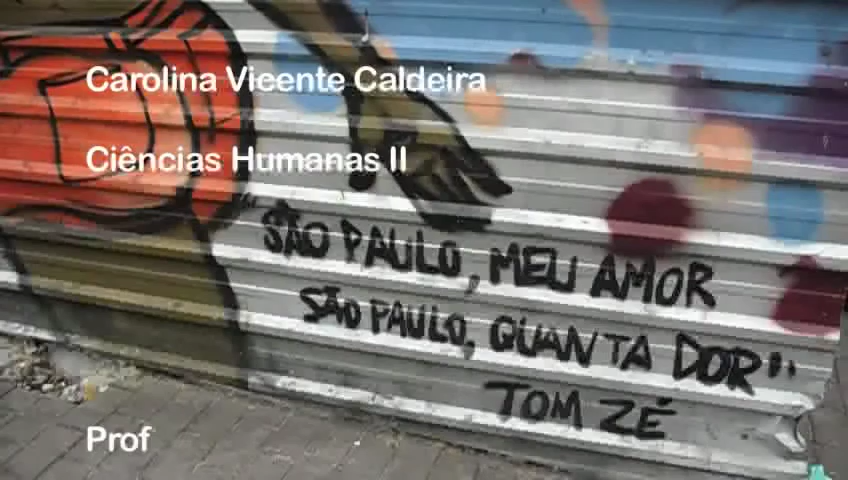 Carolina Vicente Caldeira
Ciências Humanas II
"SÃO PAULO, MEU AMOR
SÃO PAULO, QUANTA DOR"
TOM ZÉ
Prof